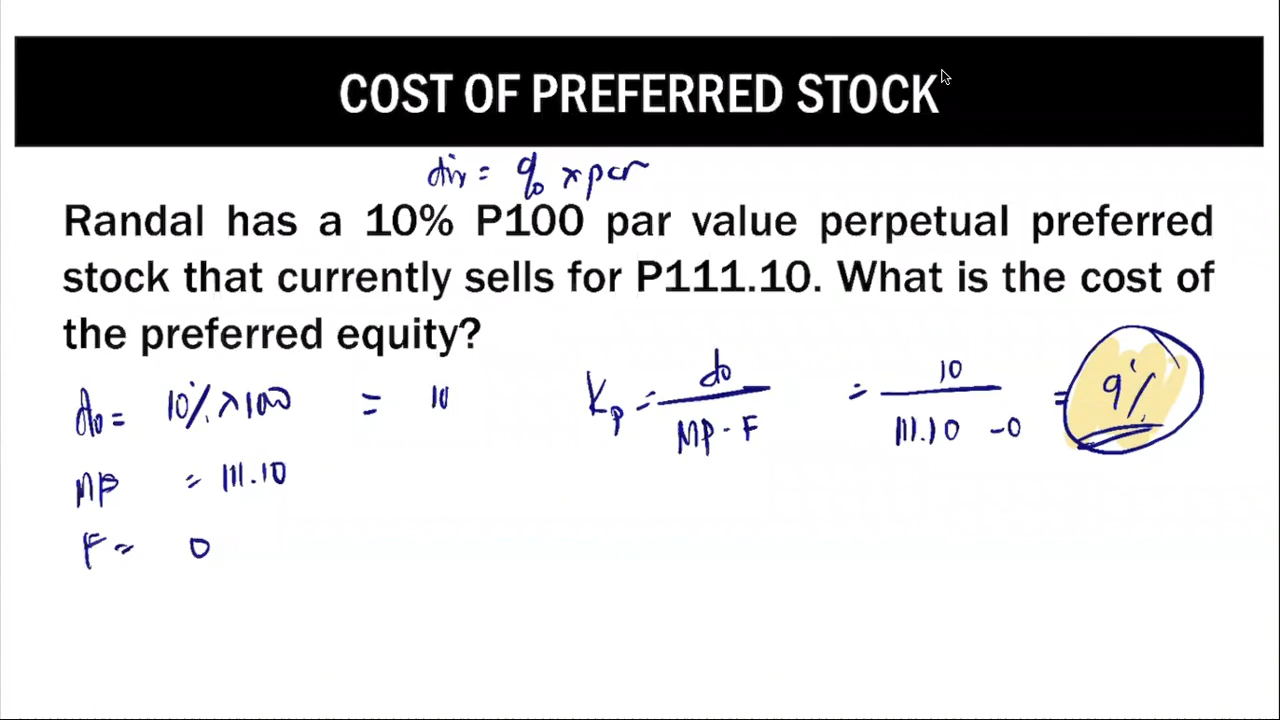 COST OF PREFERRED STOCK
div = % x par
Randal has a 10% P100 par value perpetual preferred
stock that currently sells for P111.10. What is the cost of
the preferred equity?
do = 10% x 100 = 10
MP = 111.10
F = 0
Kp = do / MP - F = 10 / 111.10 - 0 = 9%